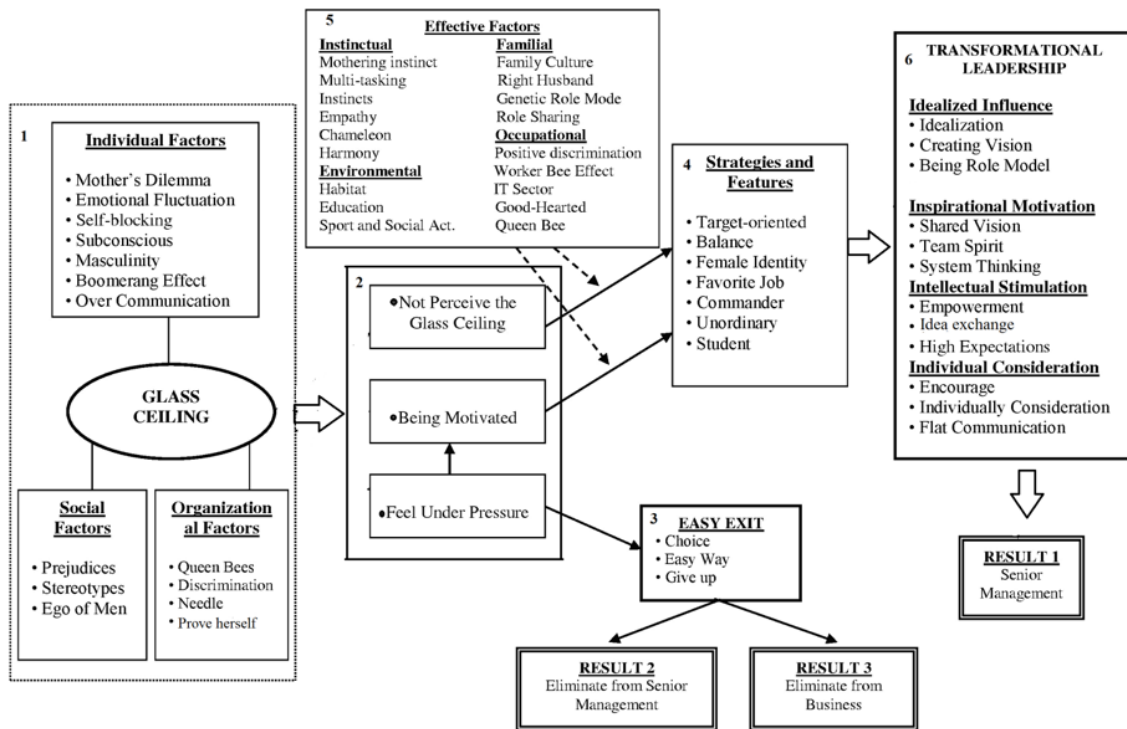 1
Individual Factors
• Mother's Dilemma
• Emotional Fluctuation
• Self-blocking
• Subconscious
• Masculinity
• Boomerang Effect
• Over Communication
GLASS
CEILING
Social
Factors
• Prejudices
• Stereotypes
• Ego of Men
Organization
al Factors
• Queen Bees
• Discrimination
• Needle
• Prove herself
5
Effective Factors
Instinctual
Mothering instinct
Multi-tasking
Instincts
Empathy
Chameleon
Harmony
Environmental
Habitat
Education
Sport and Social Act.
Familial
Family Culture
Right Husband
Genetic Role Mode
Role Sharing
Occupational
Positive discrimination
Worker Bee Effect
IT Sector
Good-Hearted
Queen Bee
2
•Not Perceive the
Glass Ceiling
•Being Motivated
•Feel Under Pressure
3
EASY EXIT
• Choice
• Easy Way
• Give up
RESULT 2
Eliminate from Senior
Management
RESULT 3
Eliminate from
Business
4
Strategies and
Features
• Target-oriented
• Balance
• Female Identity
• Favorite Job
• Commander
• Unordinary
• Student
6
TRANSFORMATIONAL
LEADERSHIP
Idealized Influence
• Idealization
• Creating Vision
• Being Role Model
Inspirational Motivation
• Shared Vision
• Team Spirit
• System Thinking
Intellectual Stimulation
• Empowerment
• Idea exchange
• High Expectations
Individual Consideration
• Encourage
• Individually Consideration
• Flat Communication
RESULT 1
Senior
Management